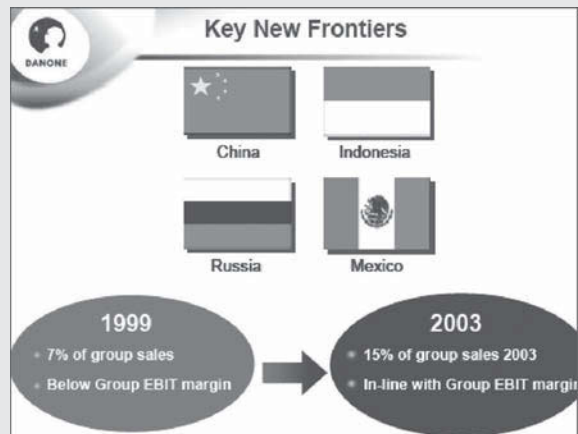 DANONE
Key New Frontiers
China
Indonesia
Russia
Mexico
1999
7% of group sales
Below Group EBIT margin
2003
15% of group sales 2003
In-line with Group EBIT margin